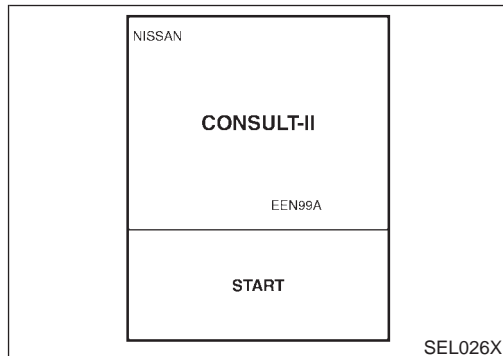 NISSAN
CONSULT-II
EEN99A
START
SEL026X